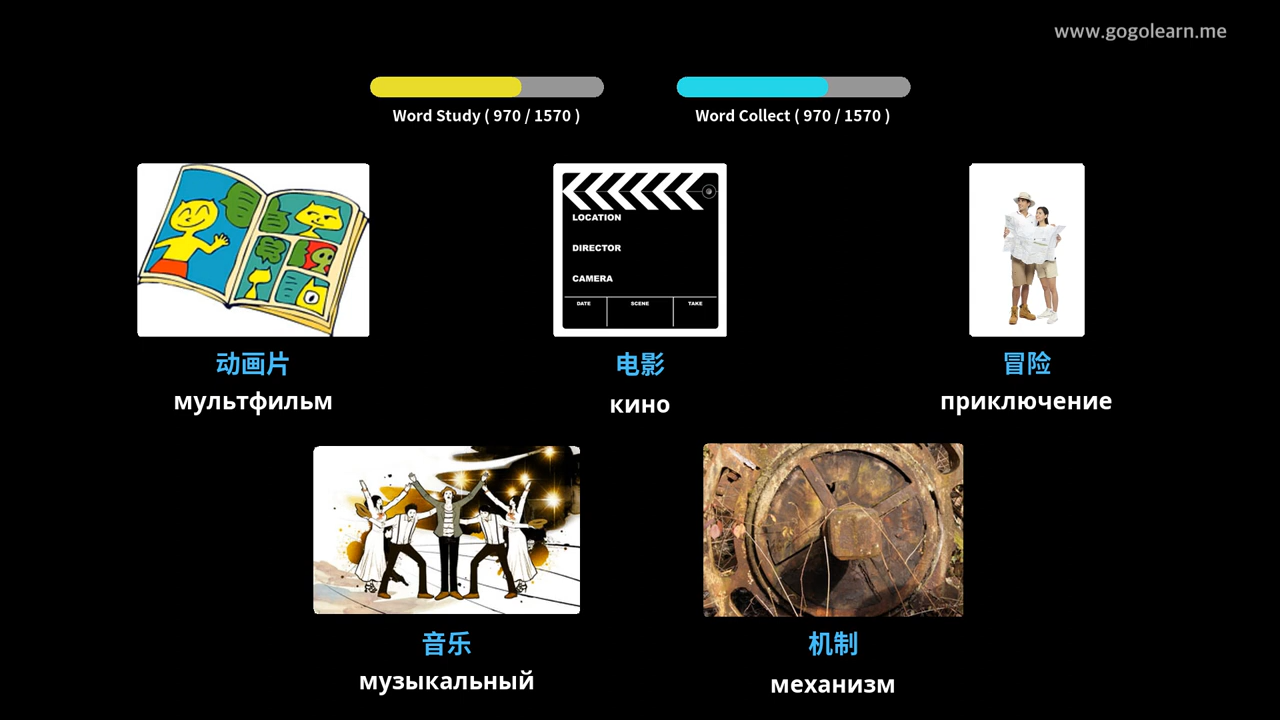 www.gogolearn.me
Word Study ( 970 / 1570 )
Word Collect ( 970 / 1570 )
LOCATION
DIRECTOR
CAMERA
DATE SCENE TAKE
动画片
мультфильм
电影
кино
冒险
приключение
音乐
музыкальный
机制
механизм